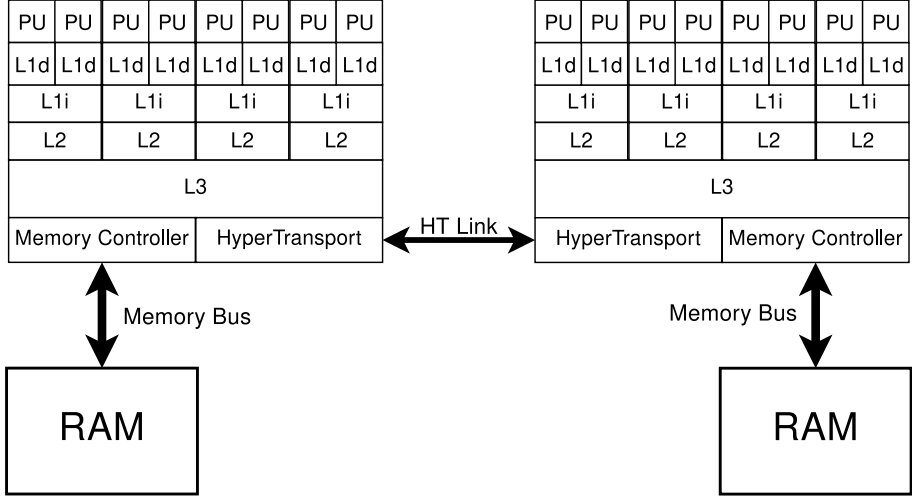 PU PU PU PU PU PU PU PU PU PU PU PU PU PU PU PU
L1d L1d L1d L1d L1d L1d L1d L1d L1d L1d L1d L1d L1d L1d L1d L1d
L1i L1i L1i L1i L1i L1i L1i L1i
L2 L2 L2 L2 L2 L2 L2 L2
L3 L3
Memory Controller HyperTransport HT Link HyperTransport Memory Controller
Memory Bus Memory Bus
RAM RAM